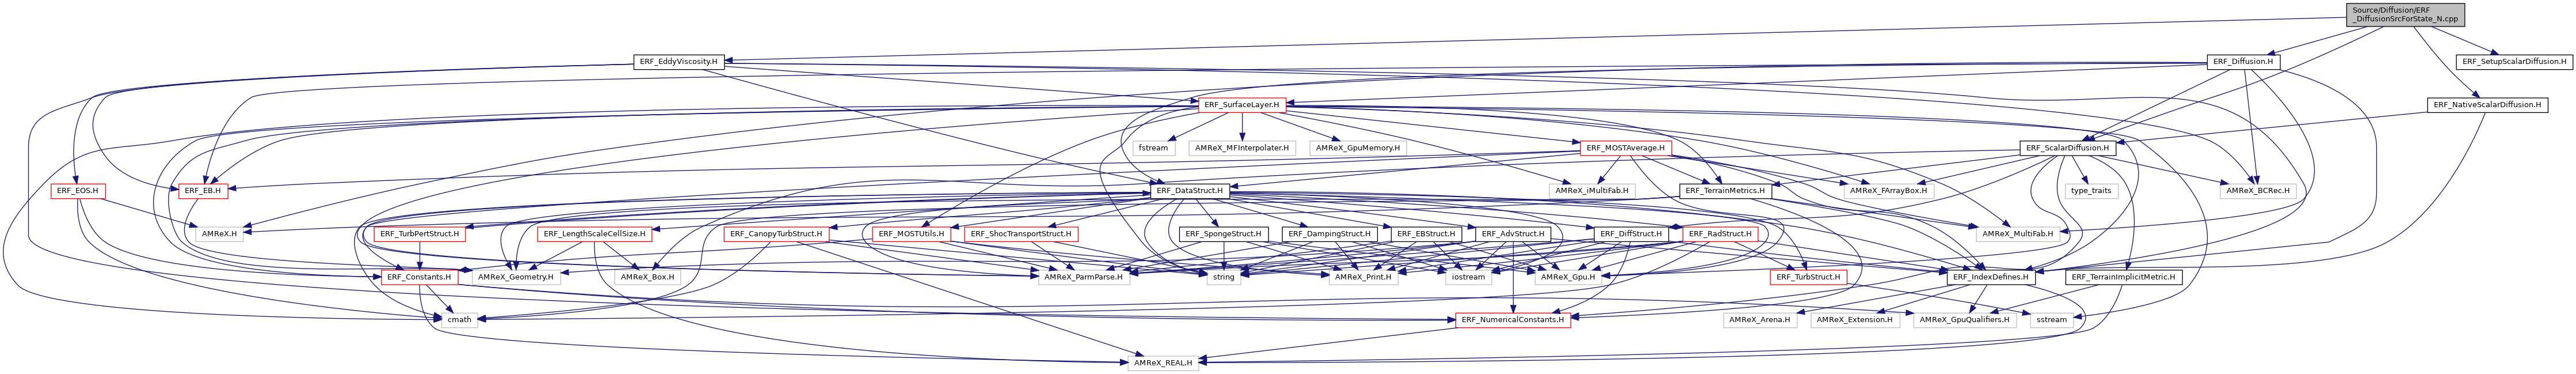 Source/Diffusion/ERF
_DiffusionSrcForState_N.cpp
ERF_EddyViscosity.H
ERF_Diffusion.H
ERF_SetupScalarDiffusion.H
ERF_SurfaceLayer.H
ERF_NativeScalarDiffusion.H
fstream
AMReX_MFInterpolater.H
AMReX_GpuMemory.H
ERF_MOSTAverage.H
ERF_ScalarDiffusion.H
ERF_EOS.H
ERF_EB.H
ERF_DataStruct.H
AMReX_iMultiFab.H
ERF_TerrainMetrics.H
AMReX_FArrayBox.H
type_traits
AMReX_BCRec.H
AMReX.H
ERF_TurbPertStruct.H
ERF_LengthScaleCellSize.H
ERF_CanopyTurbStruct.H
ERF_MOSTUtils.H
ERF_ShocTransportStruct.H
ERF_SpongeStruct.H
ERF_DampingStruct.H
ERF_EBStruct.H
ERF_AdvStruct.H
ERF_DiffStruct.H
ERF_RadStruct.H
AMReX_MultiFab.H
ERF_Constants.H
AMReX_Geometry.H
AMReX_Box.H
AMReX_ParmParse.H
string
AMReX_Print.H
iostream
AMReX_Gpu.H
ERF_TurbStruct.H
ERF_IndexDefines.H
ERF_TerrainImplicitMetric.H
cmath
ERF_NumericalConstants.H
AMReX_Arena.H
AMReX_Extension.H
AMReX_GpuQualifiers.H
sstream
AMReX_REAL.H